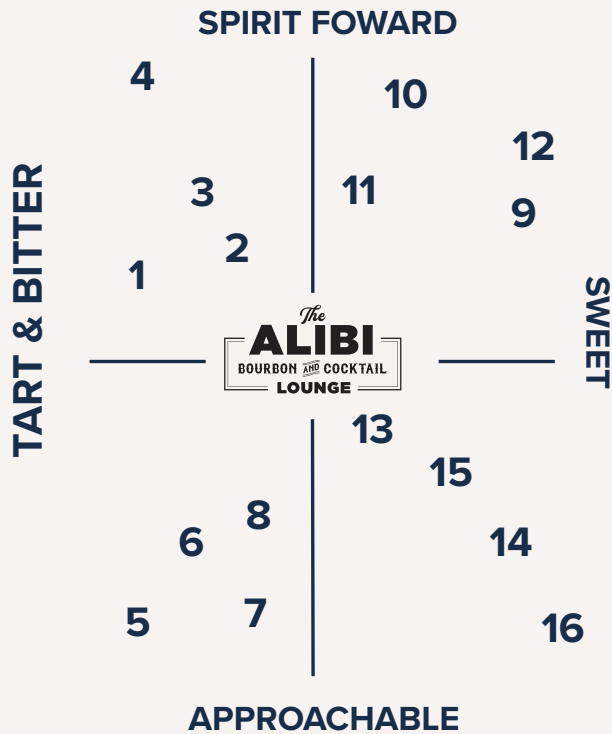 SPIRIT FOWARD
4
10
12
3
11
9
2
1
TART & BITTER
SWEET
The
ALIBI
BOURBON AND COCKTAIL
LOUNGE
13
15
8
6
14
7
5
16
APPROACHABLE